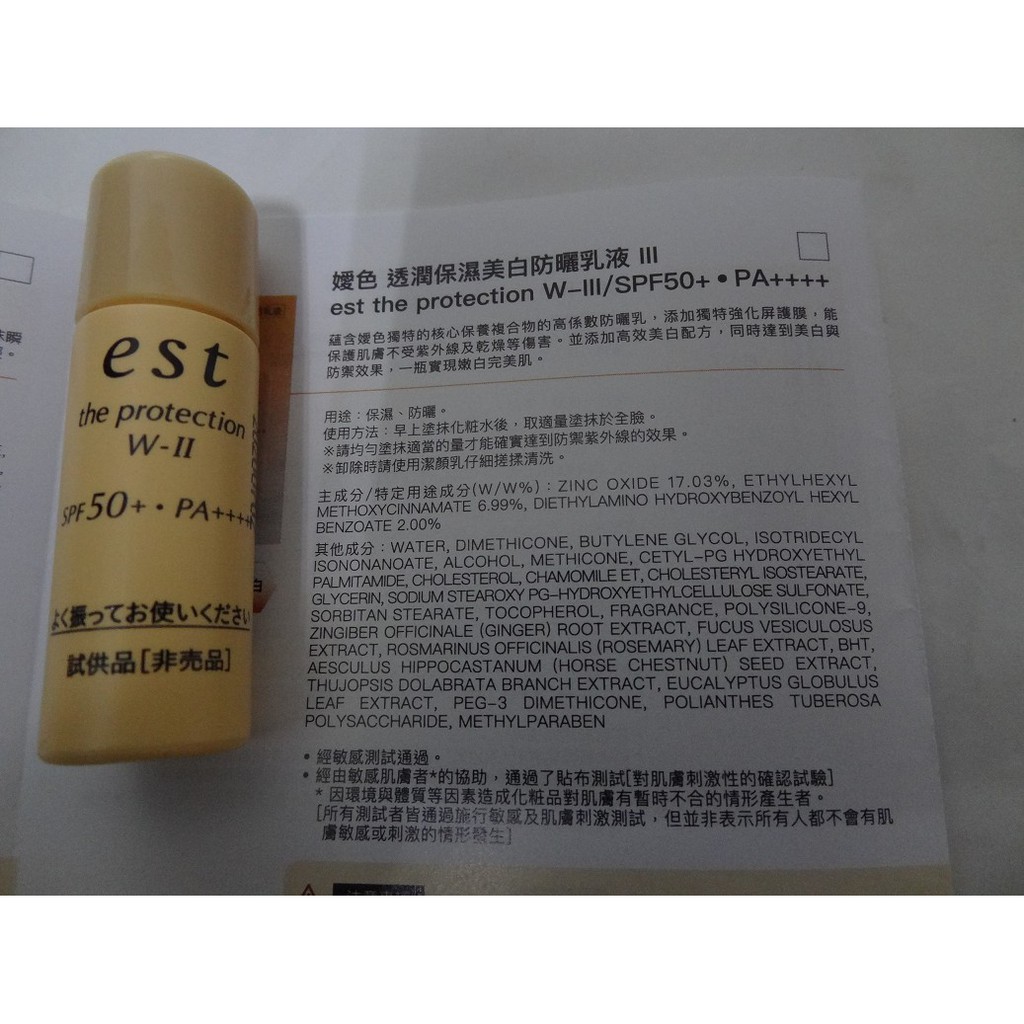 est
the protection
W-II
SPF50+・PA++++
よく振ってお使いください
試供品[非売品]
嬡色 透潤保濕美白防曬乳液 III
est the protection W-III/SPF50+・PA++++
蘊含嬡色獨特的核心保養複合物的高係數防曬乳，添加獨特強化屏護膜，能
保護肌膚不受紫外線及乾燥等傷害。並添加高效美白配方，同時達到美白與
防禦效果，一瓶實現嫩白完美肌。
用途：保濕、防曬。
使用方法：早上塗抹化粧水後，取適量塗抹於全臉。
※請均勻塗抹適當的量才能確實達到防禦紫外線的效果。
※卸除時請使用潔顏乳仔細搓揉清洗。
主成分/特定用途成分(W/W%)：ZINC OXIDE 17.03%, ETHYLHEXYL
METHOXYCINNAMATE 6.99%, DIETHYLAMINO HYDROXYBENZOYL HEXYL
BENZOATE 2.00%
其他成分：WATER, DIMETHICONE, BUTYLENE GLYCOL, ISOTRIDECYL
ISONONANOATE, ALCOHOL, METHICONE, CETYL-PG HYDROXYETHYL
PALMITAMIDE, CHOLESTEROL, CHAMOMILE ET, CHOLESTERYL ISOSTEARATE,
GLYCERIN, SODIUM STEAROXY PG-HYDROXYETHYLCELLULOSE SULFONATE,
SORBITAN STEARATE, TOCOPHEROL, FRAGRANCE, POLYSILICONE-9,
ZINGIBER OFFICINALE (GINGER) ROOT EXTRACT, FUCUS VESICULOSUS
EXTRACT, ROSMARINUS OFFICINALIS (ROSEMARY) LEAF EXTRACT, BHT,
AESCULUS HIPPOCASTANUM (HORSE CHESTNUT) SEED EXTRACT,
THUJOPSIS DOLABRATA BRANCH EXTRACT, EUCALYPTUS GLOBULUS
LEAF EXTRACT, PEG-3 DIMETHICONE, POLIANTHES TUBEROSA
POLYSACCHARIDE, METHYLPARABEN
• 經敏感測試通過。
• 經由敏感肌膚者*的協助，通過了貼布測試[對肌膚刺激性的確認試驗]
* 因環境與體質等因素造成化粧品對肌膚有暫時不合的情形產生者。
[所有測試者皆通過施行敏感及肌膚刺激測試，但並非表示所有人都不會有肌
膚敏感或刺激的情形發生]